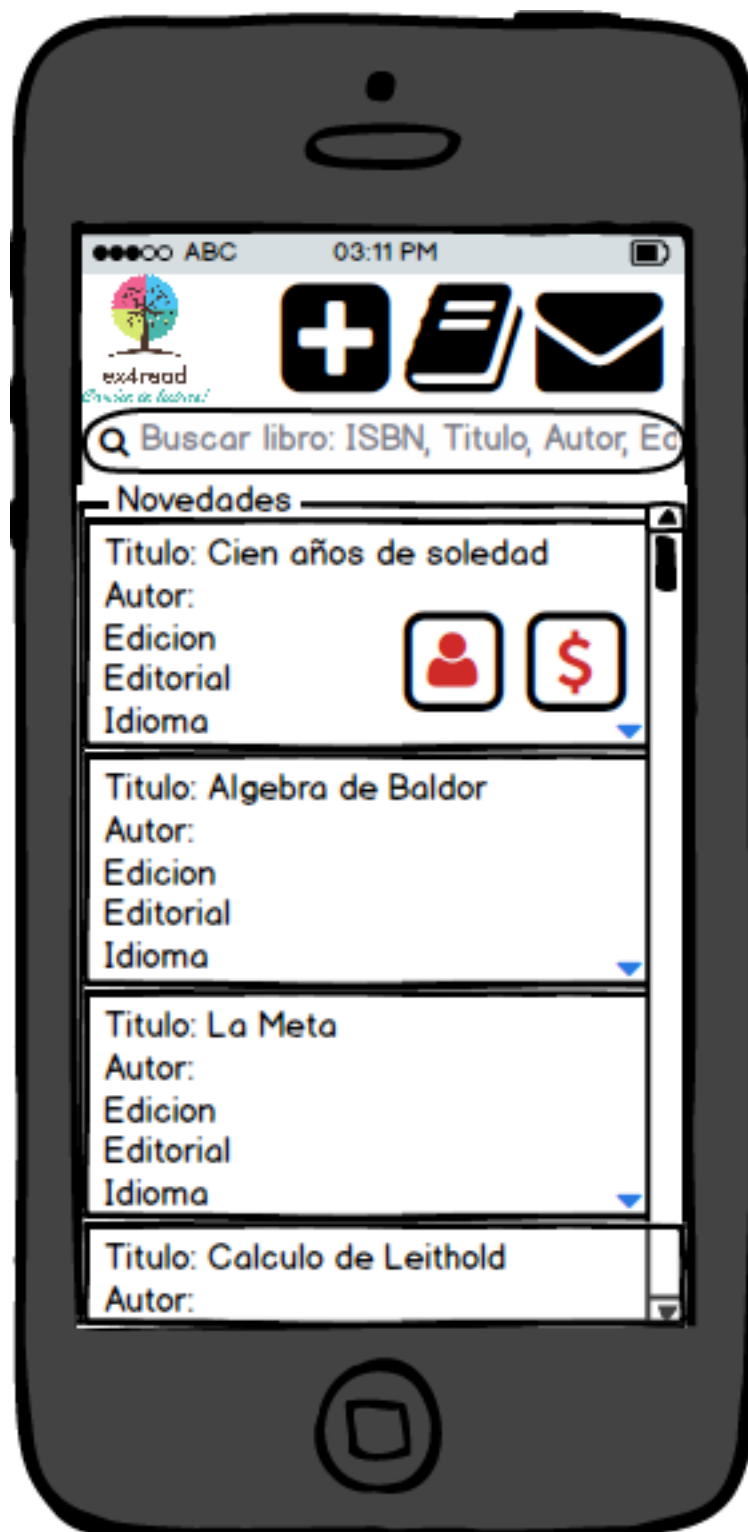 ABC 03:11 PM
ex4read
Buscar libro: ISBN, Titulo, Autor, Ed
Novedades
Titulo: Cien años de soledad
Autor:
Edicion
Editorial
Idioma
$
Titulo: Algebra de Baldor
Autor:
Edicion
Editorial
Idioma
Titulo: La Meta
Autor:
Edicion
Editorial
Idioma
Titulo: Calculo de Leithold
Autor: